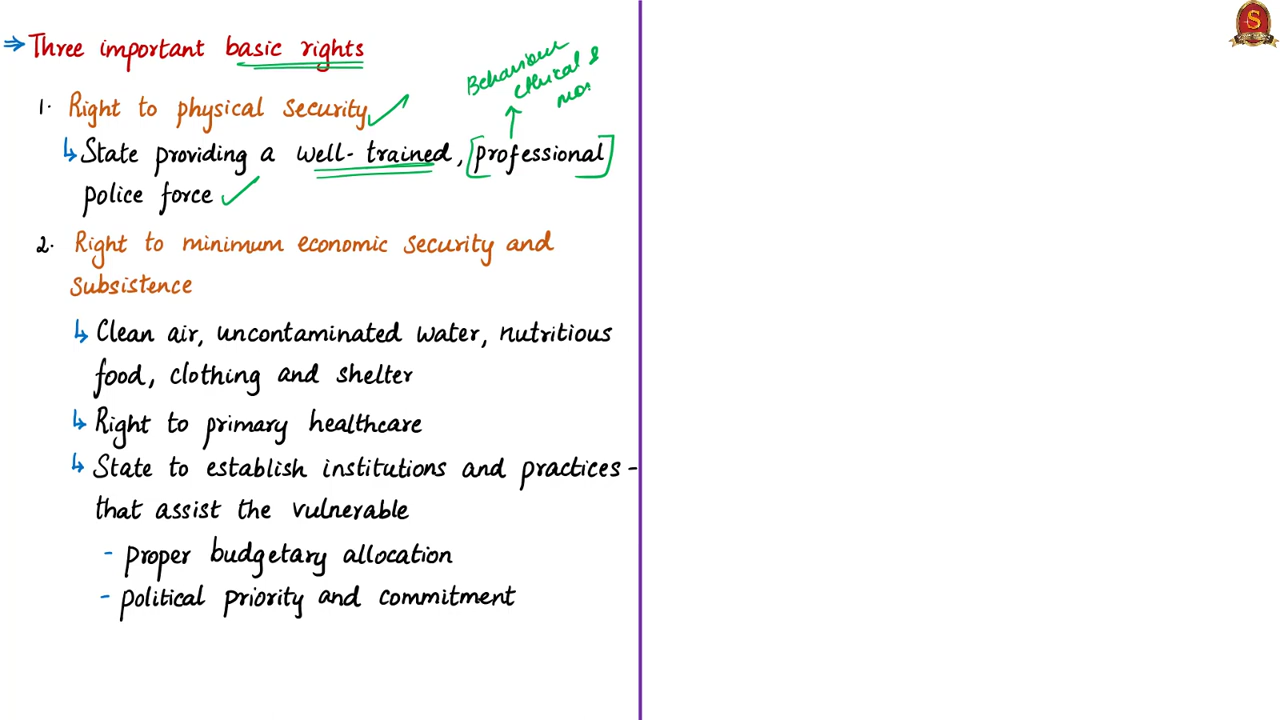 ⇒ Three important basic rights
Behaviour
ethical &
1. Right to physical security ✓
↳ State providing a well-trained, [professional]
police force ✓
2. Right to minimum economic security and
subsistence
↳ Clean air, uncontaminated water, nutritious
food, clothing and shelter
↳ Right to primary healthcare
↳ State to establish institutions and practices -
that assist the vulnerable
- proper budgetary allocation
- political priority and commitment
S